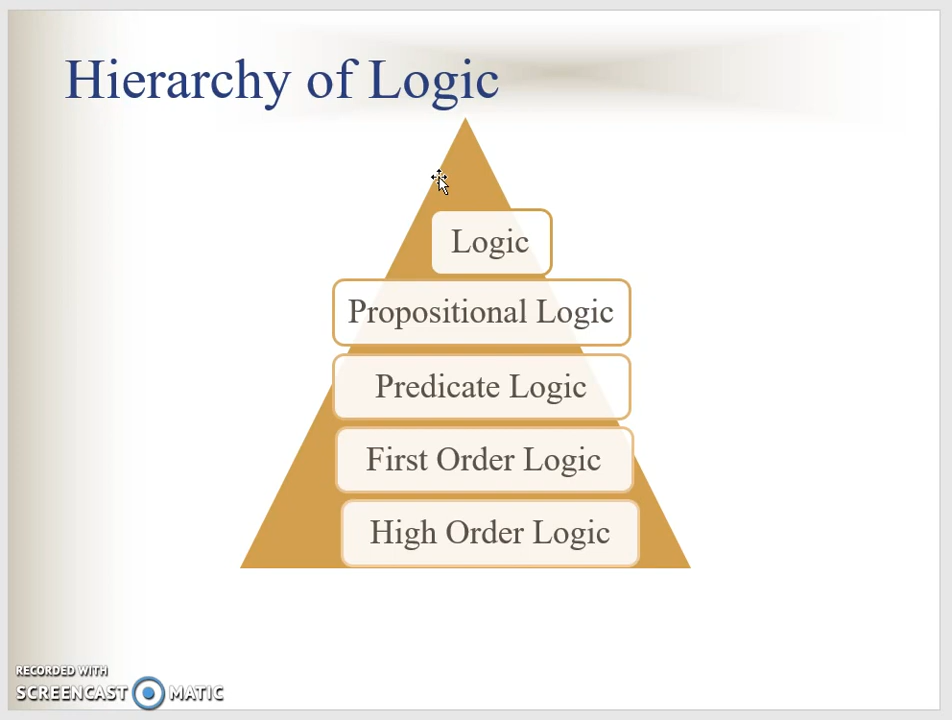 Hierarchy of Logic
Logic
Propositional Logic
Predicate Logic
First Order Logic
High Order Logic
RECORDED WITH
SCREENCAST MATIC